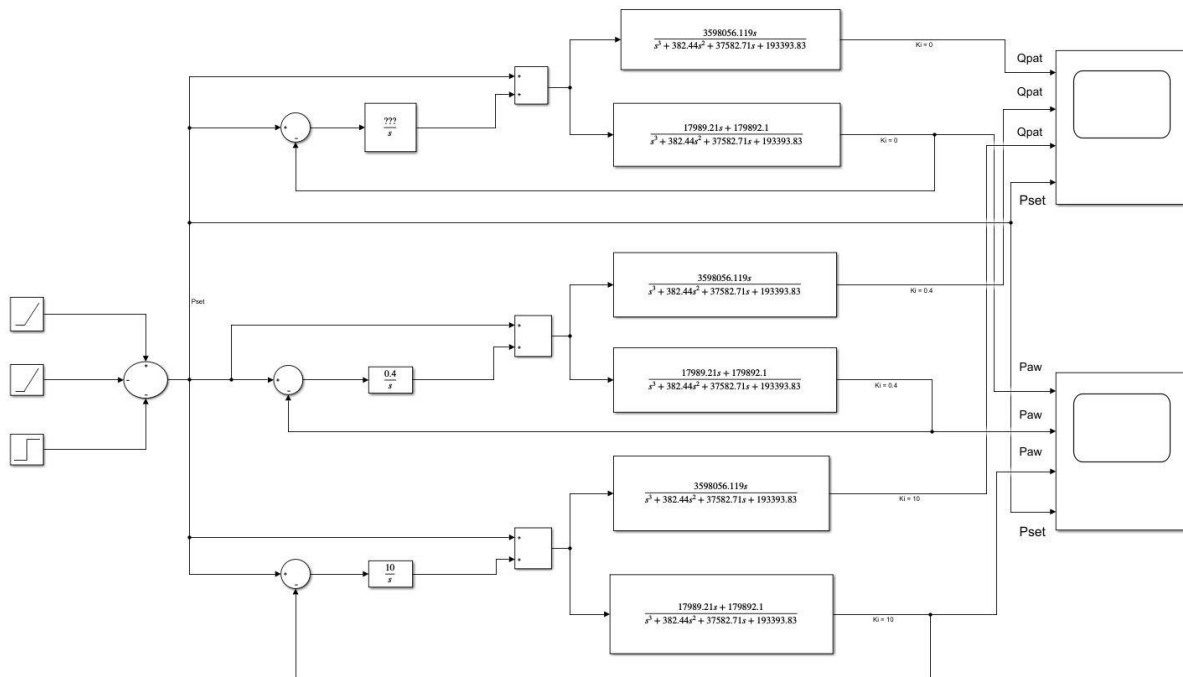 3598056.119s
s³ + 382.44s² + 37582.71s + 193393.83
Ki = 0
Qpat
+
+
Qpat
???
s
+
−
17989.21s + 179892.1
s³ + 382.44s² + 37582.71s + 193393.83
Ki = 0
Qpat
Pset
3598056.119s
s³ + 382.44s² + 37582.71s + 193393.83
Ki = 0.4
Pset
+
−
−
+
+
0.4
s
+
−
17989.21s + 179892.1
s³ + 382.44s² + 37582.71s + 193393.83
Ki = 0.4
Paw
Paw
Paw
3598056.119s
s³ + 382.44s² + 37582.71s + 193393.83
Ki = 10
Pset
+
+
10
s
+
−
17989.21s + 179892.1
s³ + 382.44s² + 37582.71s + 193393.83
Ki = 10